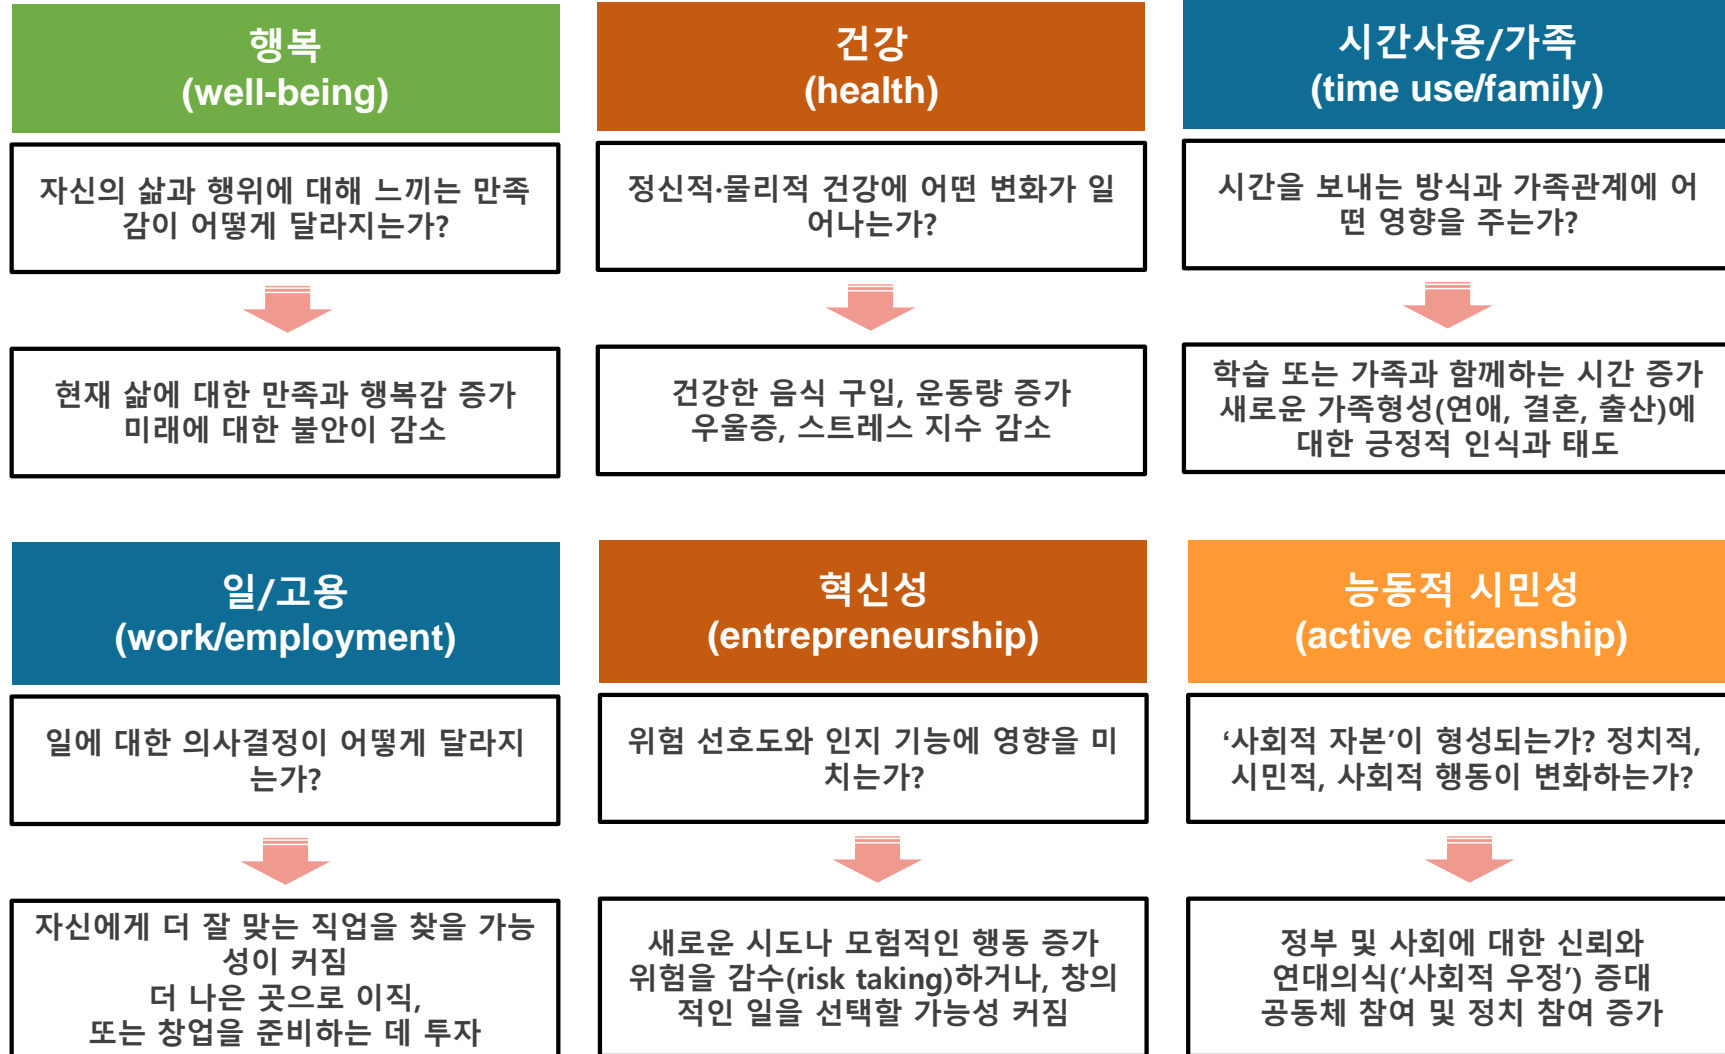 행복
(well-being)
자신의 삶과 행위에 대해 느끼는 만족
감이 어떻게 달라지는가?
현재 삶에 대한 만족과 행복감 증가
미래에 대한 불안이 감소
건강
(health)
정신적·물리적 건강에 어떤 변화가 일
어나는가?
건강한 음식 구입, 운동량 증가
우울증, 스트레스 지수 감소
시간사용/가족
(time use/family)
시간을 보내는 방식과 가족관계에 어
떤 영향을 주는가?
학습 또는 가족과 함께하는 시간 증가
새로운 가족형성(연애, 결혼, 출산)에
대한 긍정적 인식과 태도
일/고용
(work/employment)
일에 대한 의사결정이 어떻게 달라지
는가?
자신에게 더 잘 맞는 직업을 찾을 가능
성이 커짐
더 나은 곳으로 이직,
또는 창업을 준비하는 데 투자
혁신성
(entrepreneurship)
위험 선호도와 인지 기능에 영향을 미
치는가?
새로운 시도나 모험적인 행동 증가
위험을 감수(risk taking)하거나, 창의
적인 일을 선택할 가능성 커짐
능동적 시민성
(active citizenship)
‘사회적 자본’이 형성되는가? 정치적,
시민적, 사회적 행동이 변화하는가?
정부 및 사회에 대한 신뢰와
연대의식(‘사회적 우정’) 증대
공동체 참여 및 정치 참여 증가